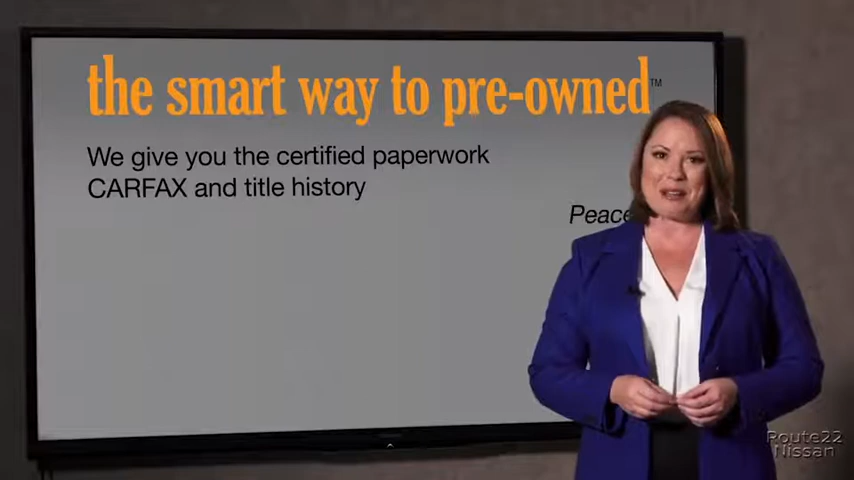 the smart way to pre-owned™
We give you the certified paperwork
CARFAX and title history
Peace
Route22
Nissan